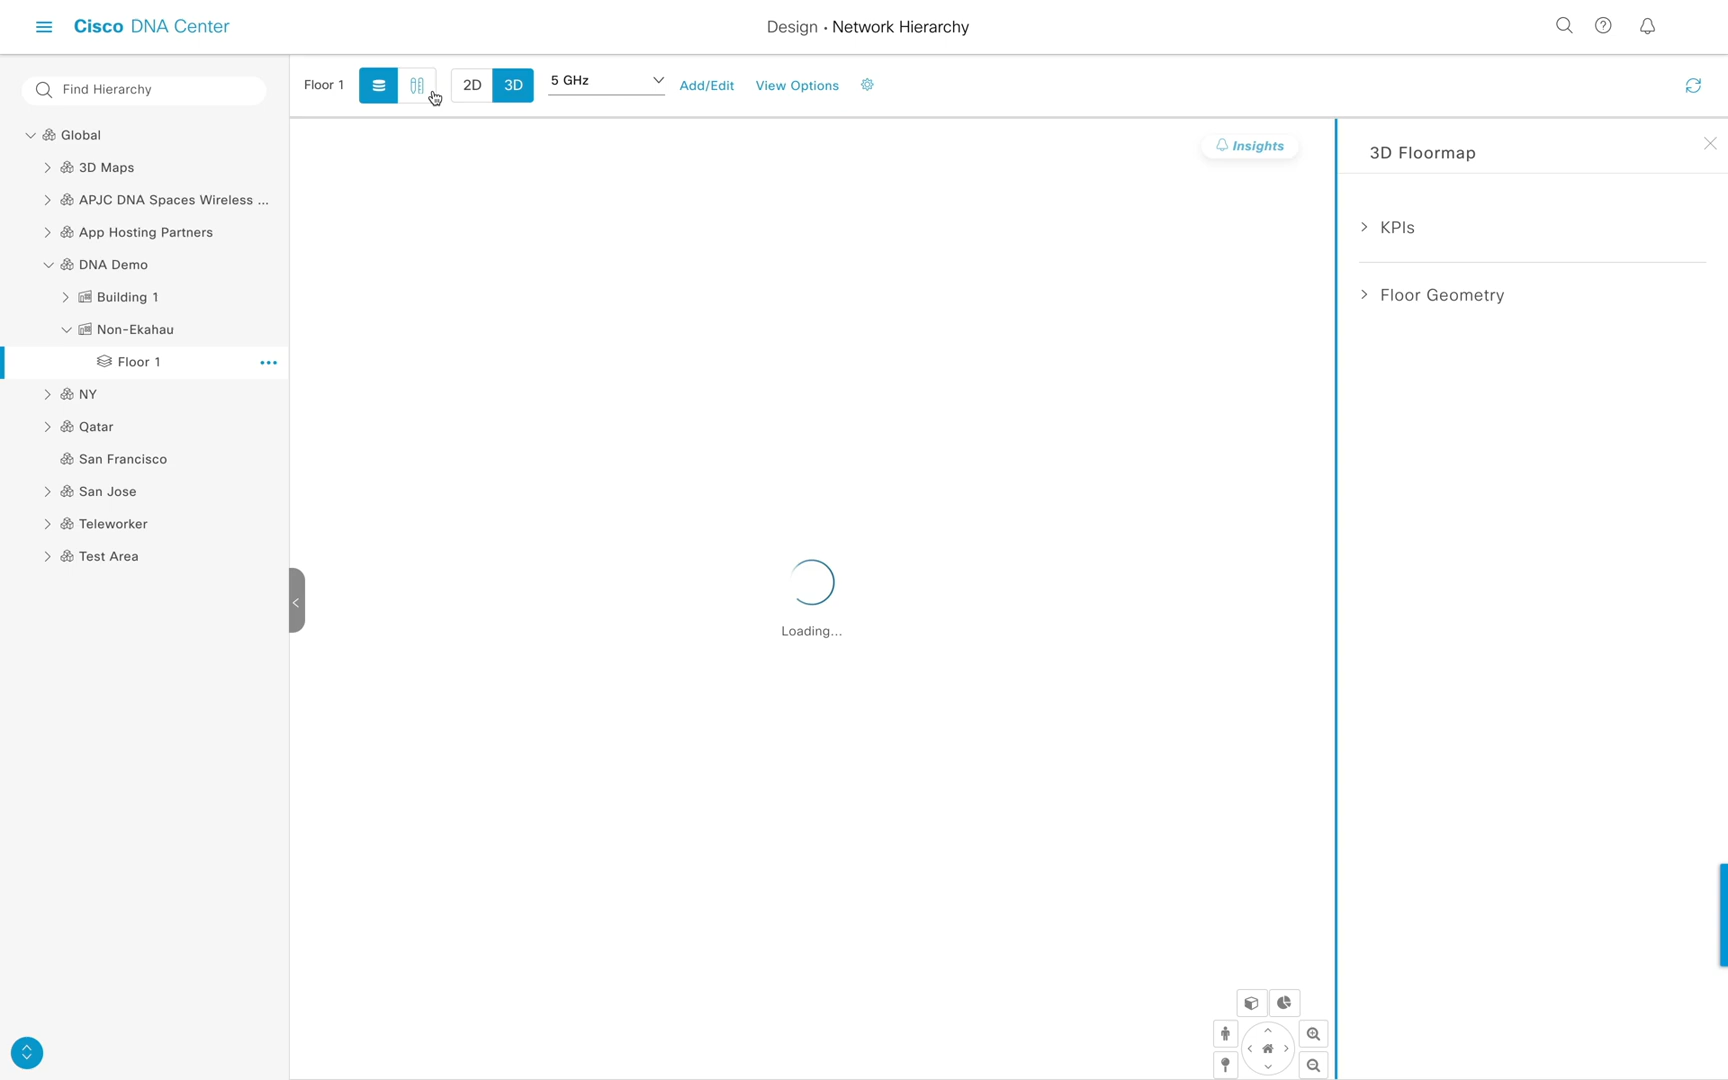 Cisco DNA Center
Design • Network Hierarchy
Find Hierarchy
Floor 1
2D
3D
5 GHz
Add/Edit
View Options
Global
3D Maps
APJC DNA Spaces Wireless ...
App Hosting Partners
DNA Demo
Building 1
Non-Ekahau
Floor 1
NY
Qatar
San Francisco
San Jose
Teleworker
Test Area
Insights
Loading...
3D Floormap
KPIs
Floor Geometry